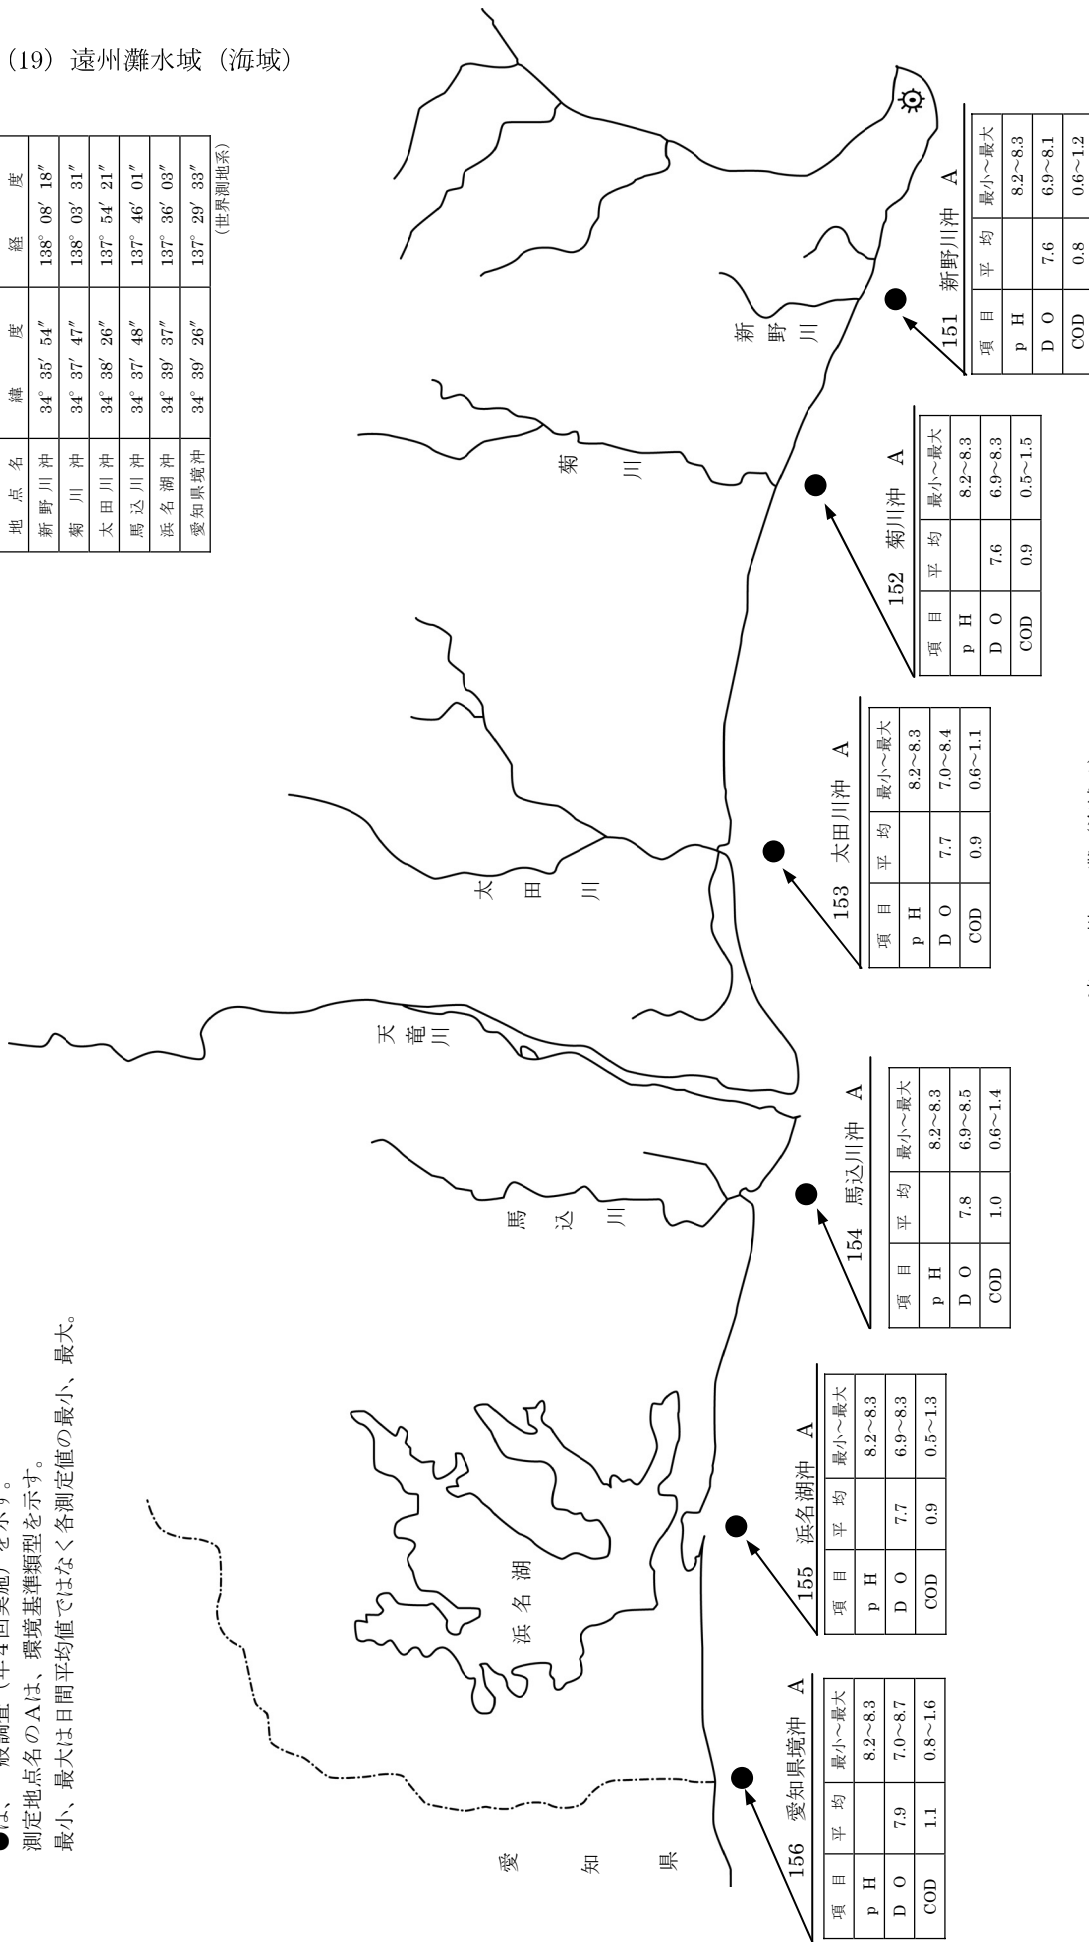 (19) 遠州灘水域（海域）
地点名 緯度 経度
新野川沖 34° 35′ 54″ 138° 08′ 18″
菊川沖 34° 37′ 47″ 138° 03′ 31″
太田川沖 34° 38′ 26″ 137° 54′ 21″
馬込川沖 34° 37′ 48″ 137° 46′ 01″
浜名湖沖 34° 39′ 37″ 137° 36′ 03″
愛知県境沖 34° 39′ 26″ 137° 29′ 33″
（世界測地系）
般調査（年4回実施）を示す。
測定地点名のAは、環境基準類型を示す。
最小、最大は日間平均値ではなく各測定値の最小、最大。
愛知県
浜名湖
馬込川
天竜川
太田川
菊川
新野川
156 愛知県境沖 A
項目 平均 最小～最大
pH 8.2～8.3
DO 7.9 7.0～8.7
COD 1.1 0.8～1.6
155 浜名湖沖 A
項目 平均 最小～最大
pH 8.2～8.3
DO 7.7 6.9～8.3
COD 0.9 0.5～1.3
154 馬込川沖 A
項目 平均 最小～最大
pH 8.2～8.3
DO 7.8 6.9～8.5
COD 1.0 0.6～1.4
153 太田川沖 A
項目 平均 最小～最大
pH 8.2～8.3
DO 7.7 7.0～8.4
COD 0.9 0.6～1.1
152 菊川沖 A
項目 平均 最小～最大
pH 8.2～8.3
DO 7.6 6.9～8.3
COD 0.9 0.5～1.5
151 新野川沖 A
項目 平均 最小～最大
pH 8.2～8.3
DO 7.6 6.9～8.1
COD 0.8 0.6～1.2